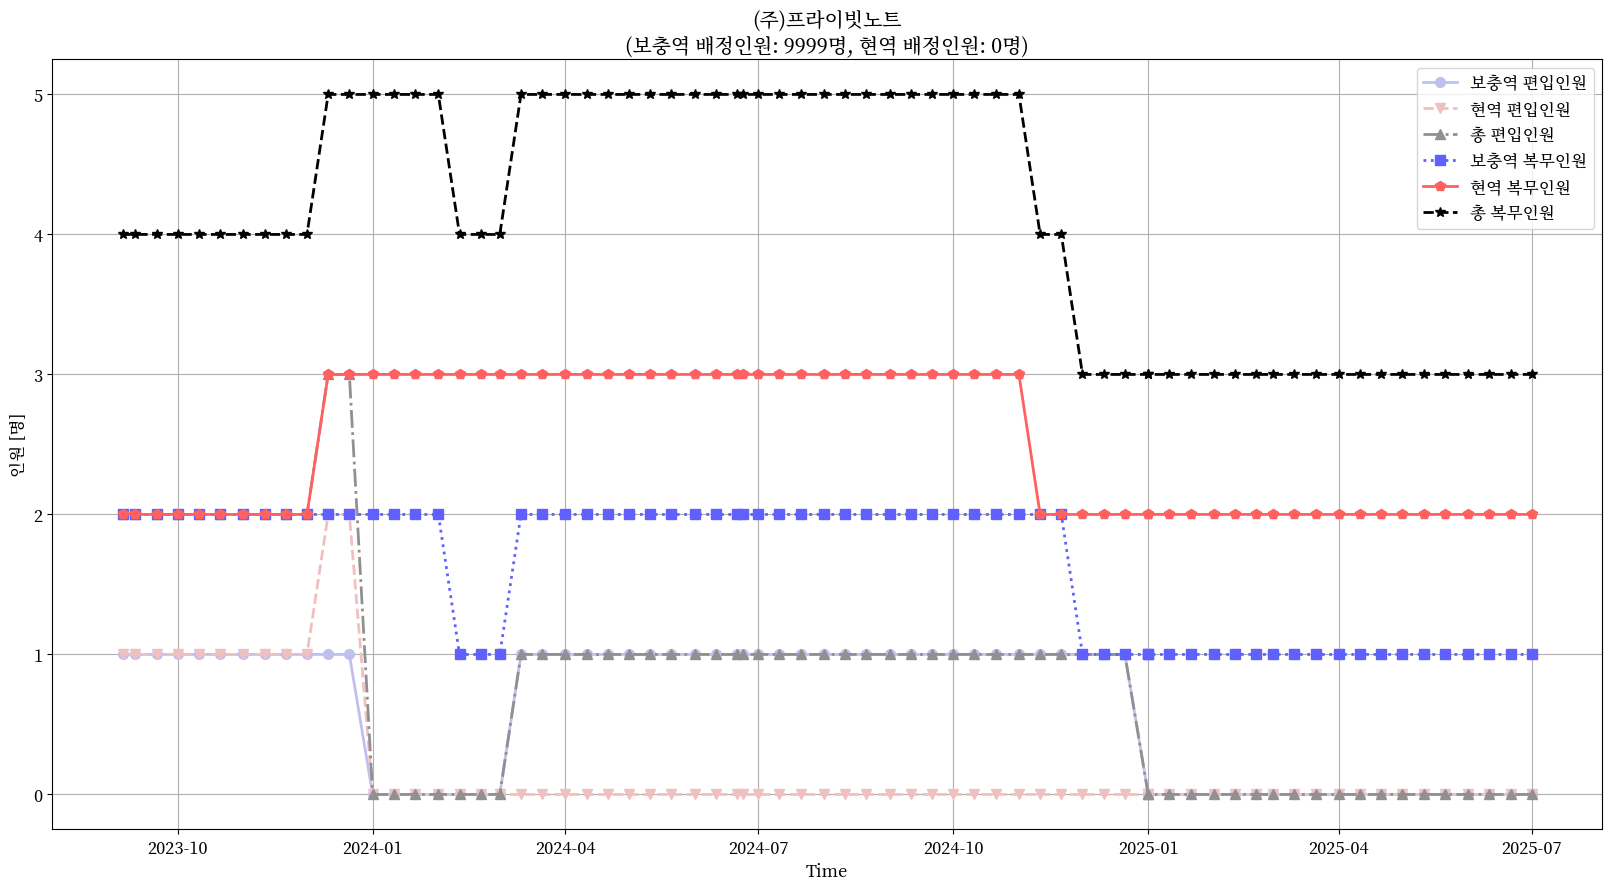 (주)프라이빗노트
(보충역 배정인원: 9999명, 현역 배정인원: 0명)
보충역 편입인원
현역 편입인원
총 편입인원
보충역 복무인원
현역 복무인원
총 복무인원
인원 [명]
5
4
3
2
1
0
2023-10
2024-01
2024-04
2024-07
2024-10
2025-01
2025-04
2025-07
Time